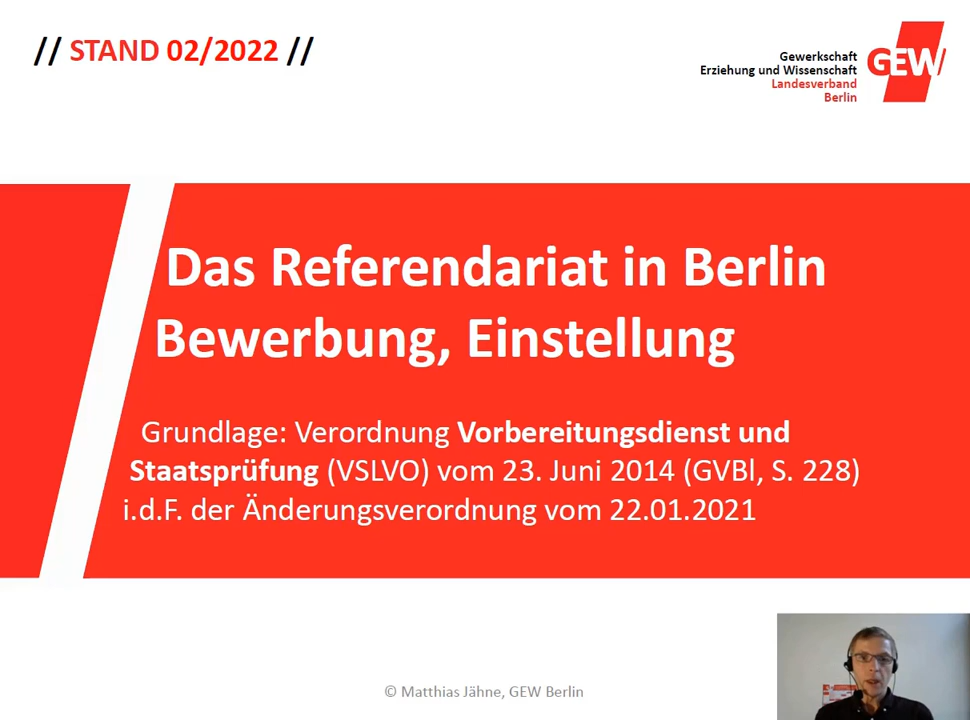 // STAND 02/2022 //
Gewerkschaft
Erziehung und Wissenschaft
Landesverband
Berlin
GEW
Das Referendariat in Berlin
Bewerbung, Einstellung
Grundlage: Verordnung Vorbereitungsdienst und
Staatsprüfung (VSLVO) vom 23. Juni 2014 (GVBl, S. 228)
i.d.F. der Änderungsverordnung vom 22.01.2021
© Matthias Jähne, GEW Berlin